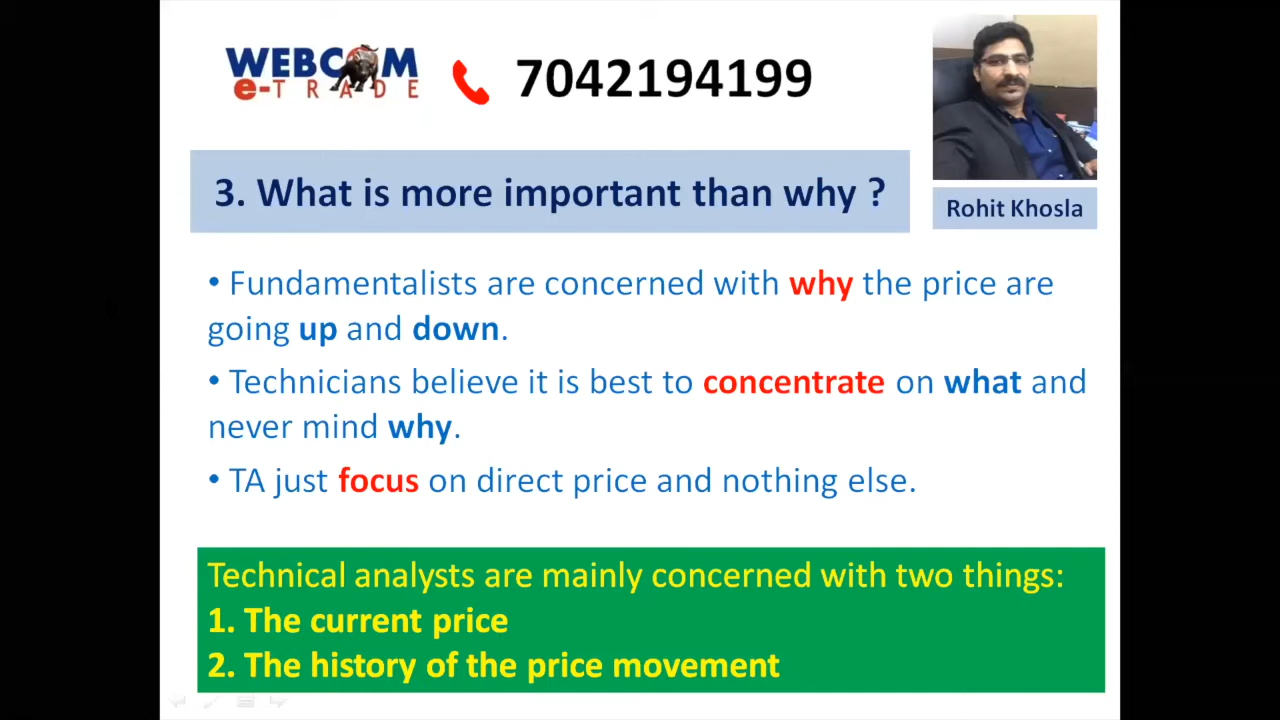 WEBCOM
e-TRADE
7042194199
3. What is more important than why ?
Rohit Khosla
• Fundamentalists are concerned with why the price are
going up and down.
• Technicians believe it is best to concentrate on what and
never mind why.
• TA just focus on direct price and nothing else.
Technical analysts are mainly concerned with two things:
1. The current price
2. The history of the price movement